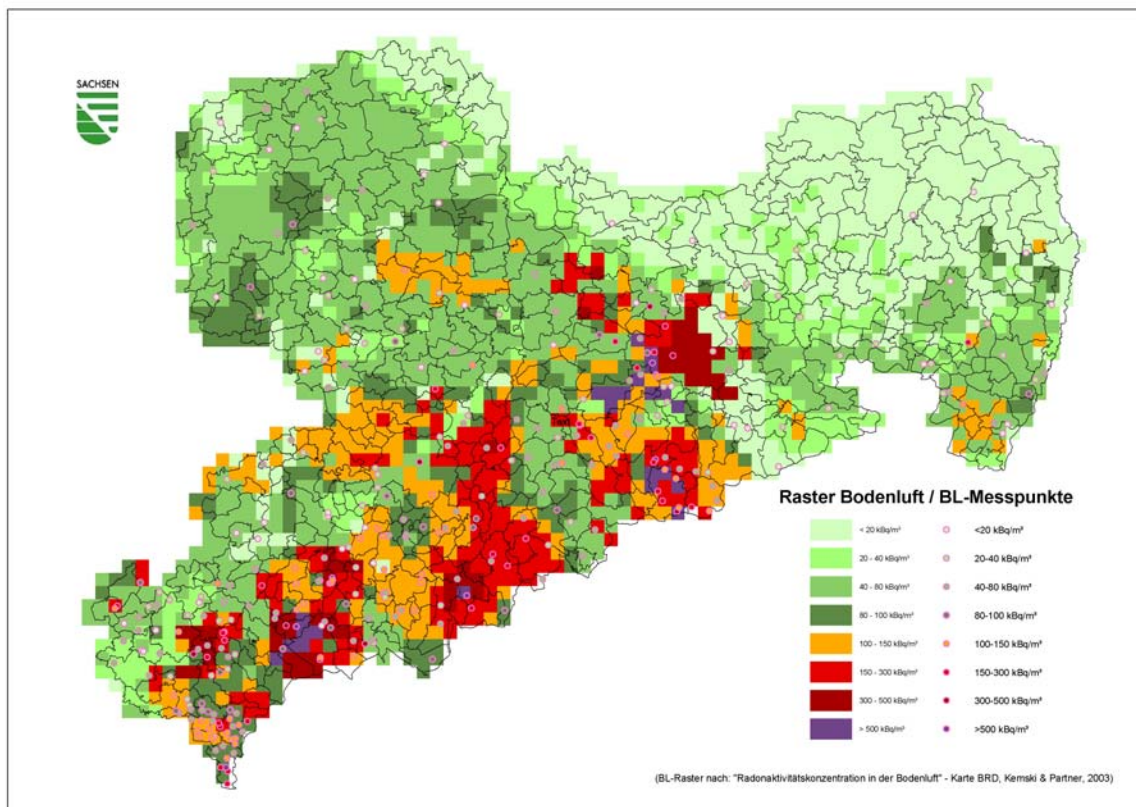 SACHSEN
Raster Bodenluft / BL-Messpunkte
< 20 kBq/m³ <20 kBq/m³
20 - 40 kBq/m³ 20-40 kBq/m³
40 - 80 kBq/m³ 40-80 kBq/m³
80 - 100 kBq/m³ 80-100 kBq/m³
100 - 150 kBq/m³ 100-150 kBq/m³
150 - 300 kBq/m³ 150-300 kBq/m³
300 - 500 kBq/m³ 300-500 kBq/m³
> 500 kBq/m³ >500 kBq/m³
(BL-Raster nach: "Radonaktivitätskonzentration in der Bodenluft" - Karte BRD, Kemski & Partner, 2003)